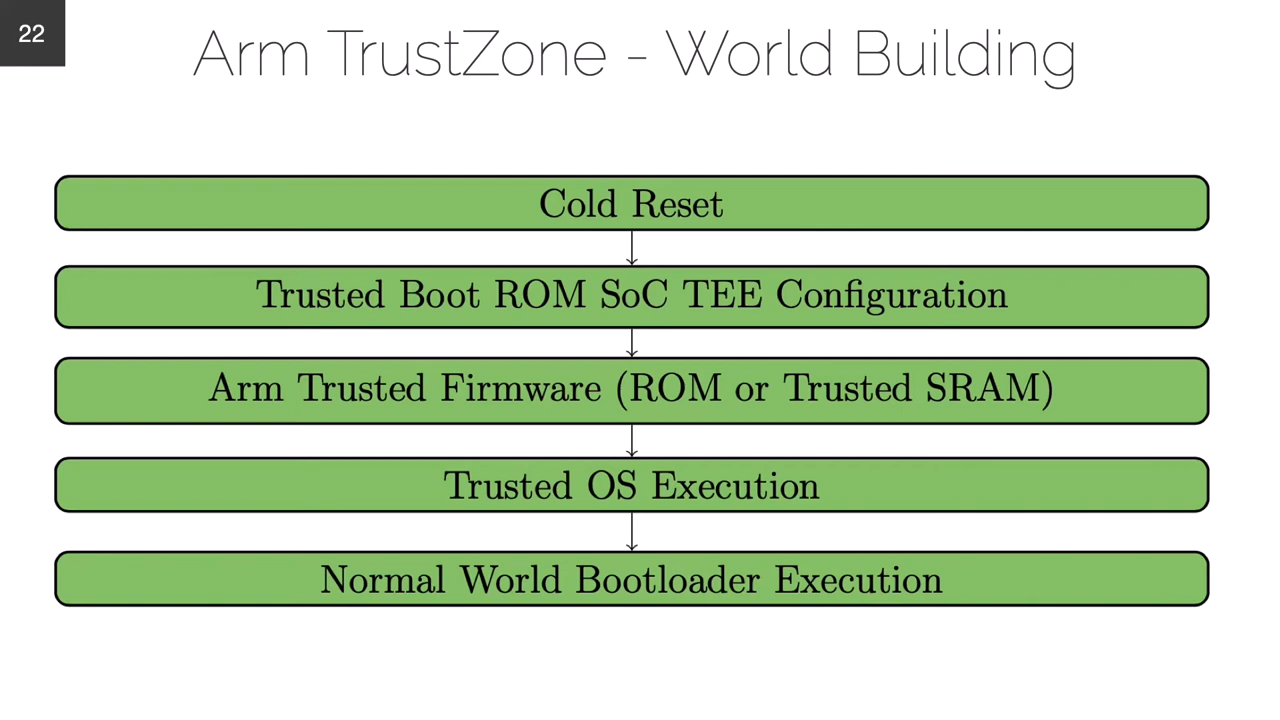 22
Arm TrustZone - World Building
Cold Reset
Trusted Boot ROM SoC TEE Configuration
Arm Trusted Firmware (ROM or Trusted SRAM)
Trusted OS Execution
Normal World Bootloader Execution